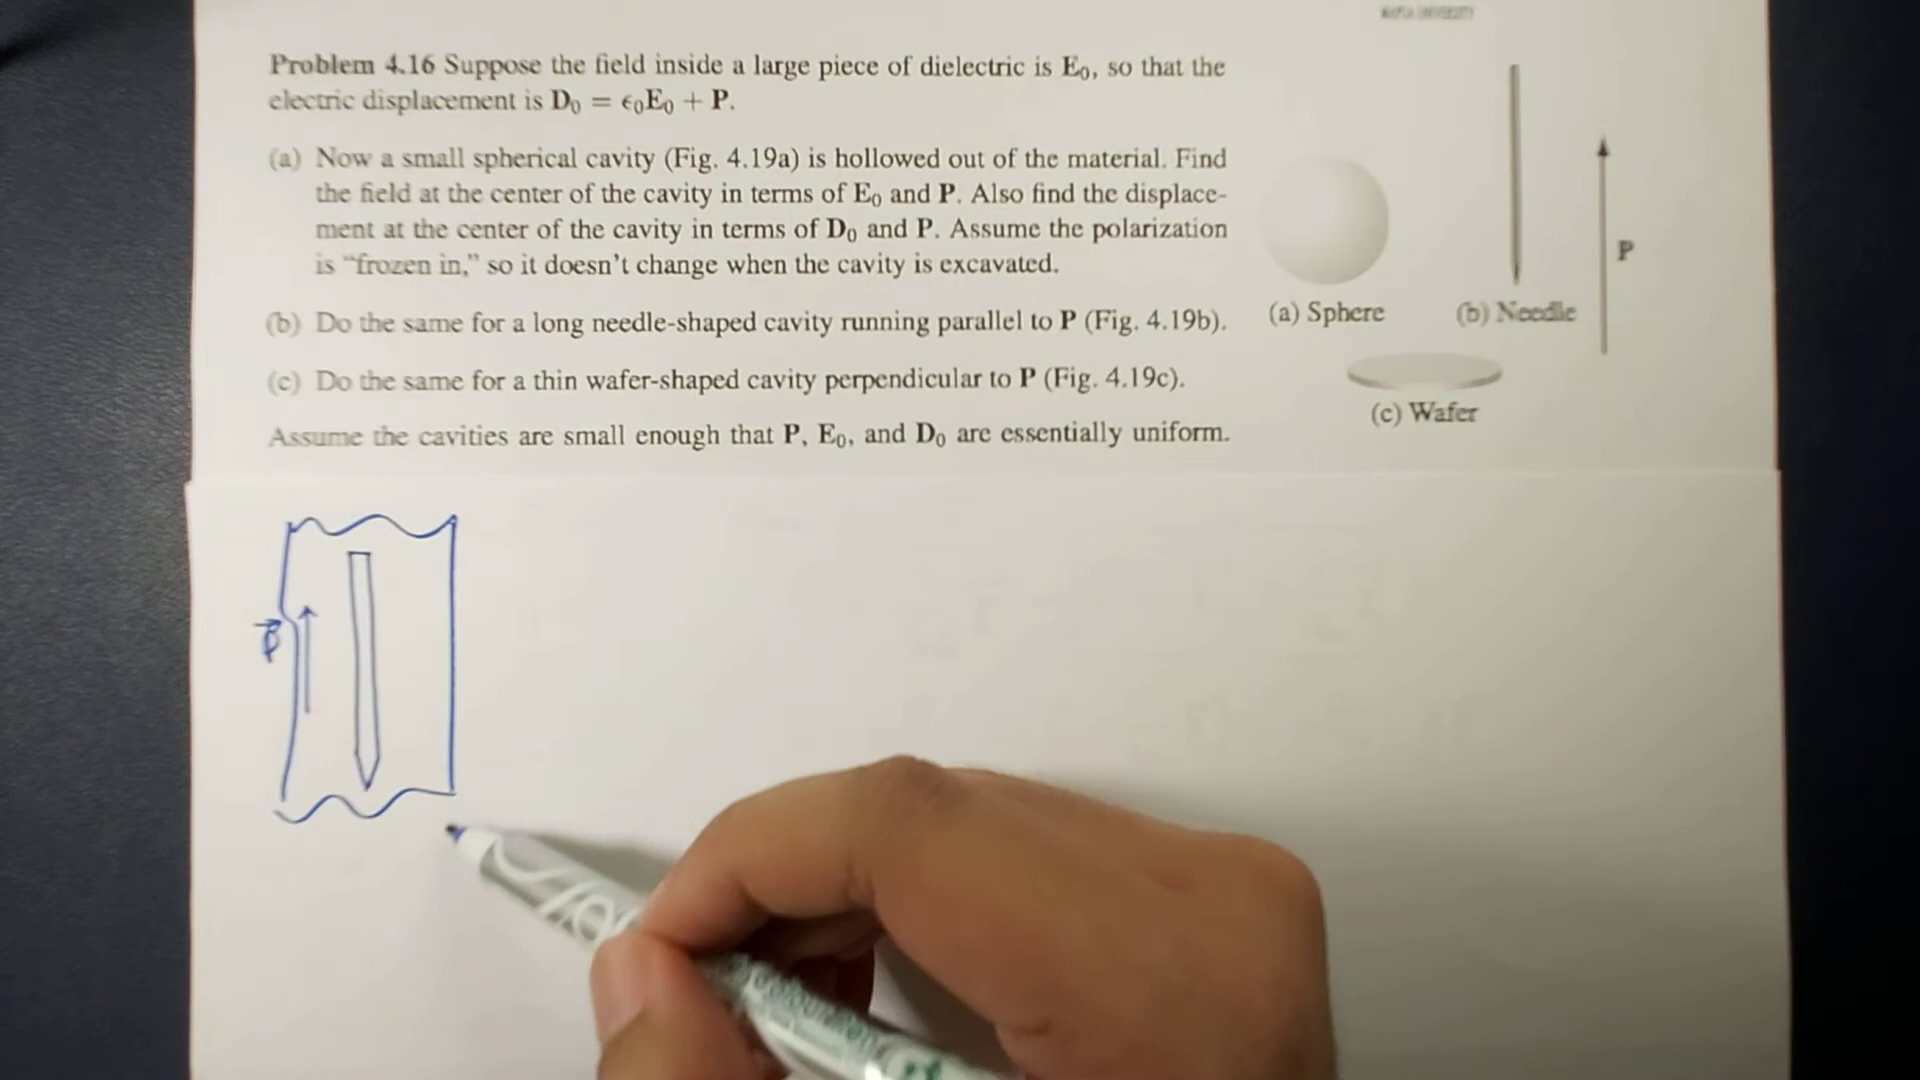 MAPUA UNIVERSITY
Problem 4.16 Suppose the field inside a large piece of dielectric is E₀, so that the
electric displacement is D₀ = ϵ₀E₀ + P.
(a) Now a small spherical cavity (Fig. 4.19a) is hollowed out of the material. Find
the field at the center of the cavity in terms of E₀ and P. Also find the displace-
ment at the center of the cavity in terms of D₀ and P. Assume the polarization
is “frozen in,” so it doesn’t change when the cavity is excavated.
(b) Do the same for a long needle-shaped cavity running parallel to P (Fig. 4.19b).
(c) Do the same for a thin wafer-shaped cavity perpendicular to P (Fig. 4.19c).
Assume the cavities are small enough that P, E₀, and D₀ are essentially uniform.
P
(a) Sphere
(b) Needle
(c) Wafer
P